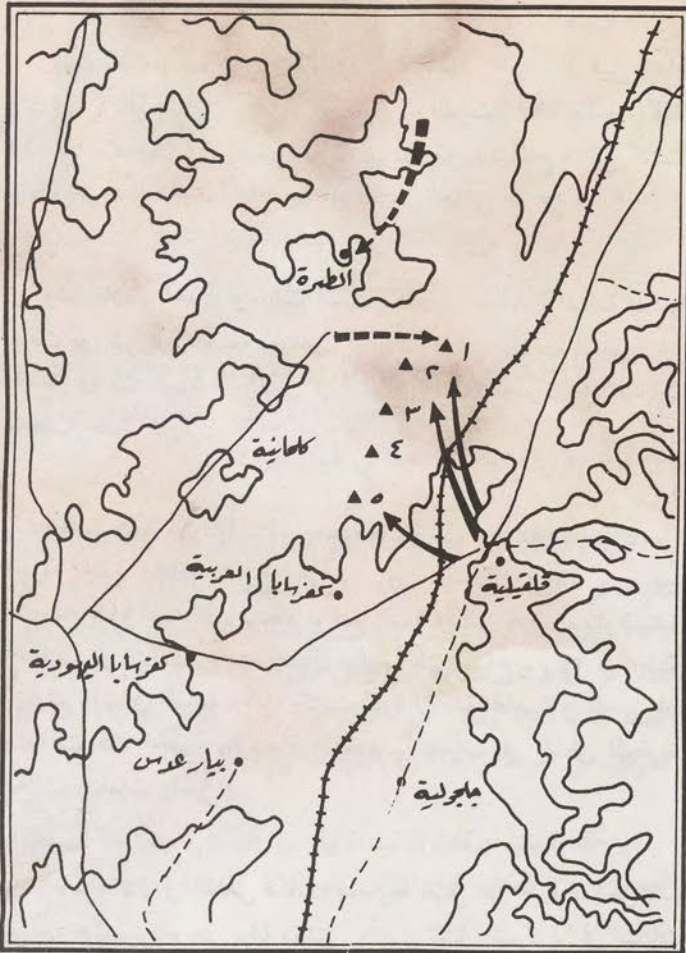 الطيرة
١
٢
٣
٤
٥
كلمانية
كفرسابا العربية
قلقيلية
كفرسابا اليهودية
بيار عدس
جلجولية